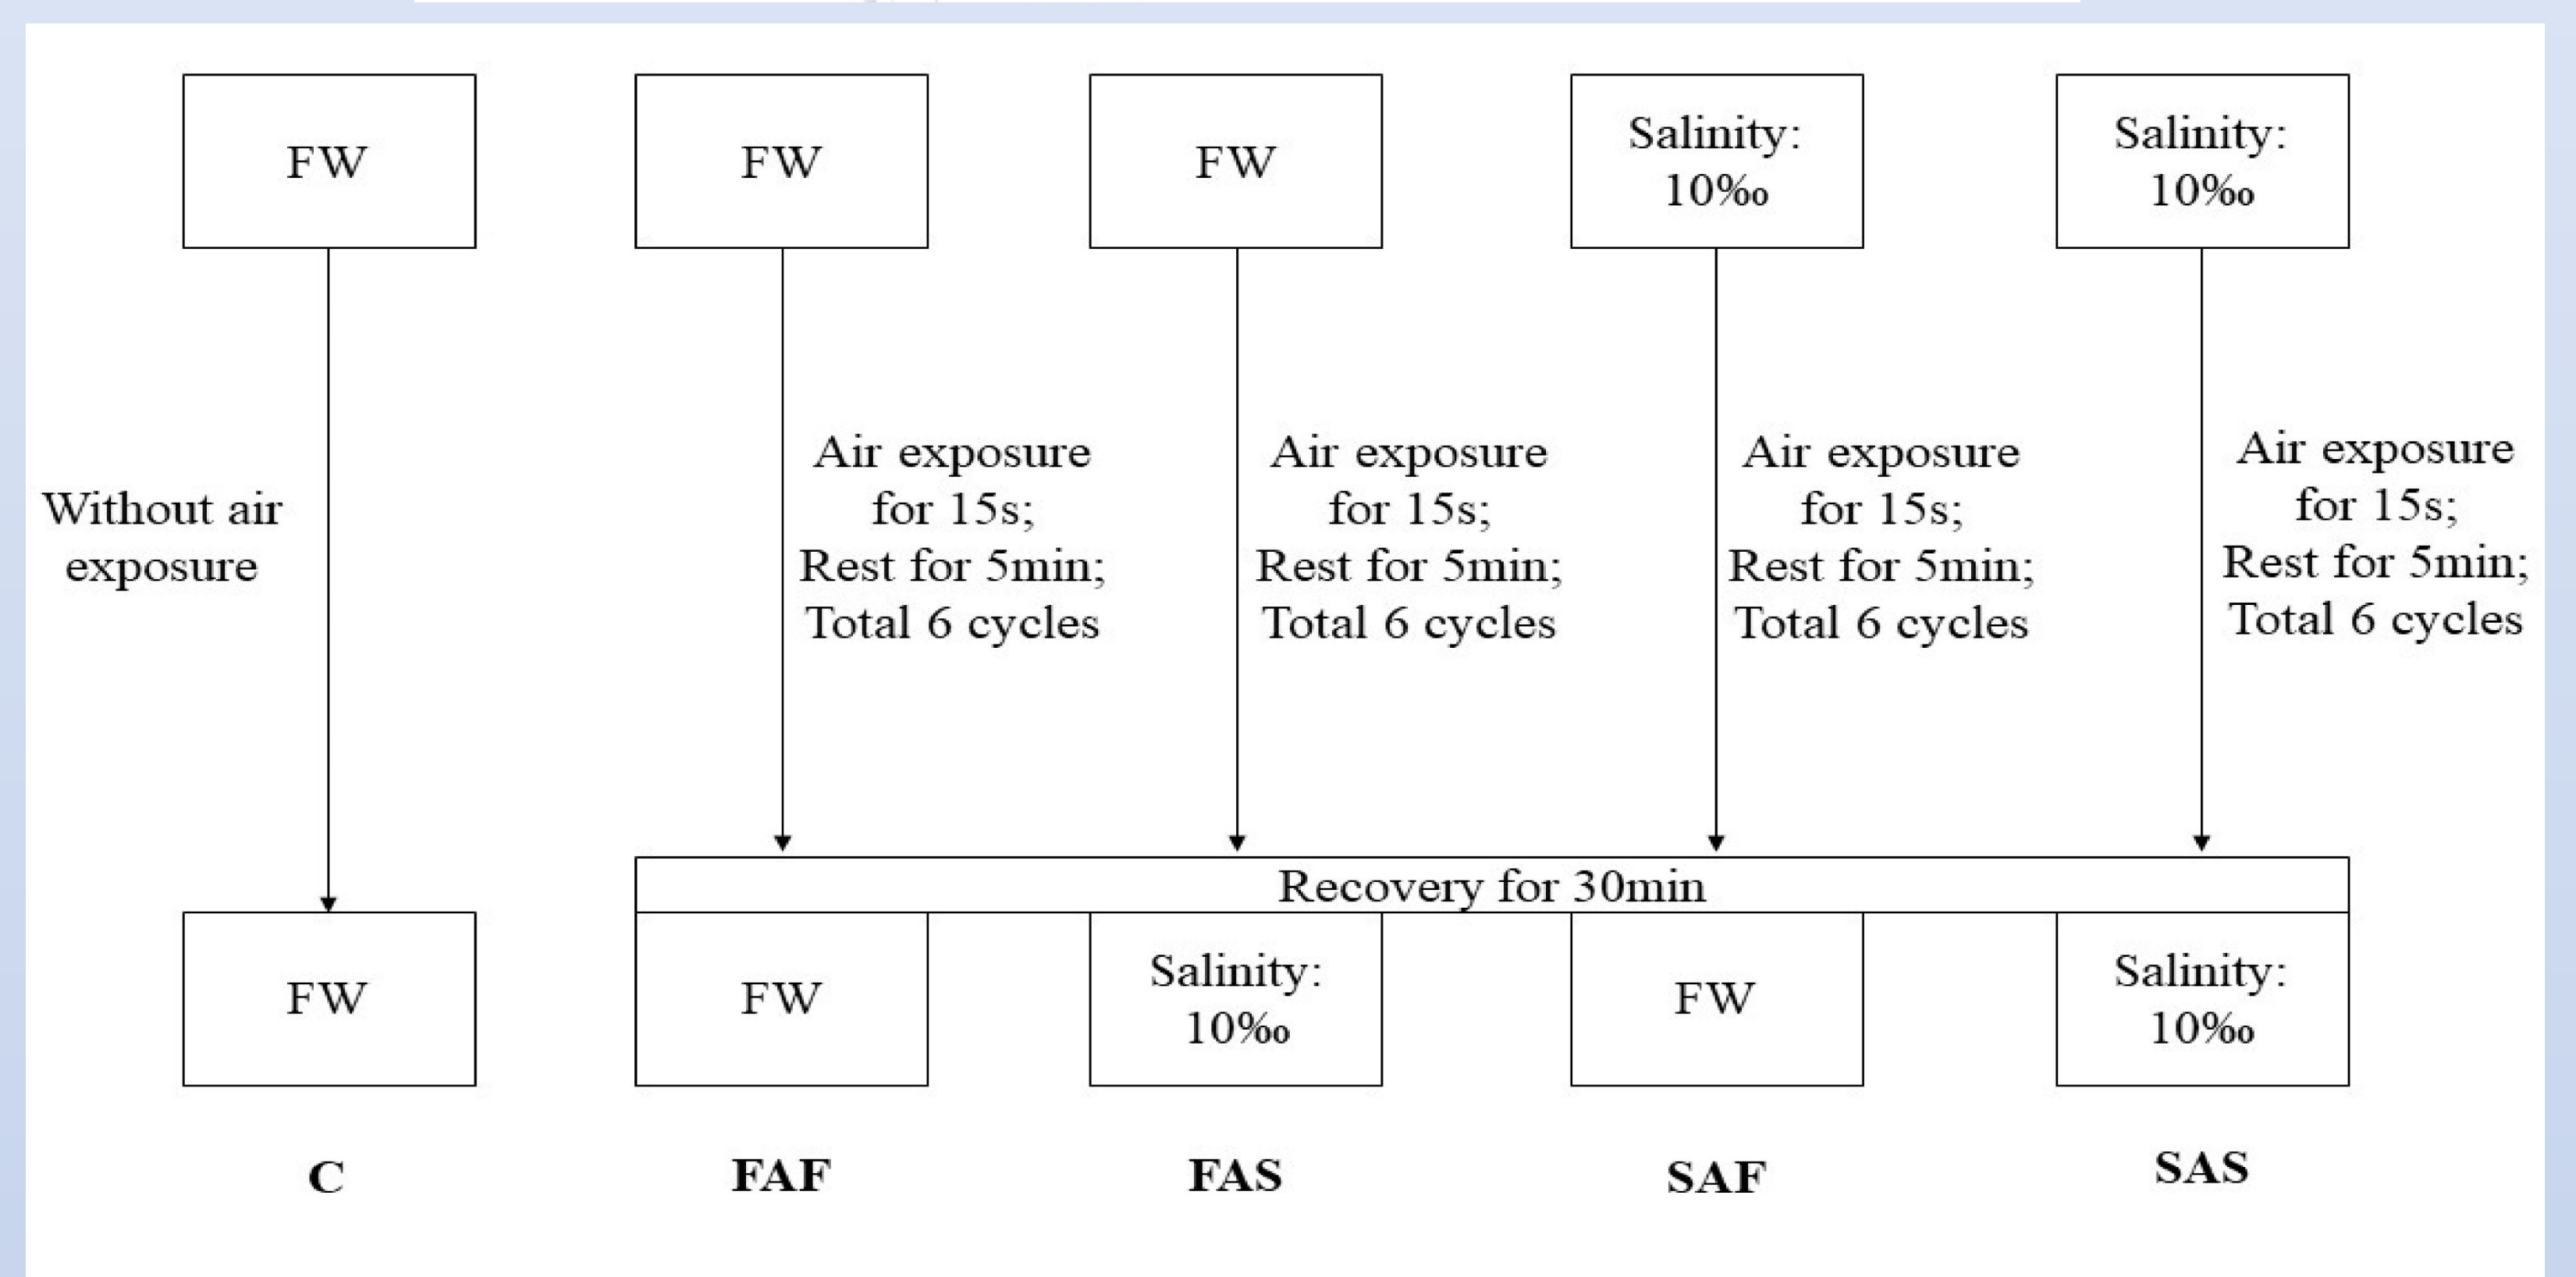 FW
FW
FW
Salinity:
10‰
Salinity:
10‰
Without air
exposure
Air exposure
for 15s;
Rest for 5min;
Total 6 cycles
Air exposure
for 15s;
Rest for 5min;
Total 6 cycles
Air exposure
for 15s;
Rest for 5min;
Total 6 cycles
Air exposure
for 15s;
Rest for 5min;
Total 6 cycles
Recovery for 30min
FW
FW
Salinity:
10‰
FW
Salinity:
10‰
C
FAF
FAS
SAF
SAS